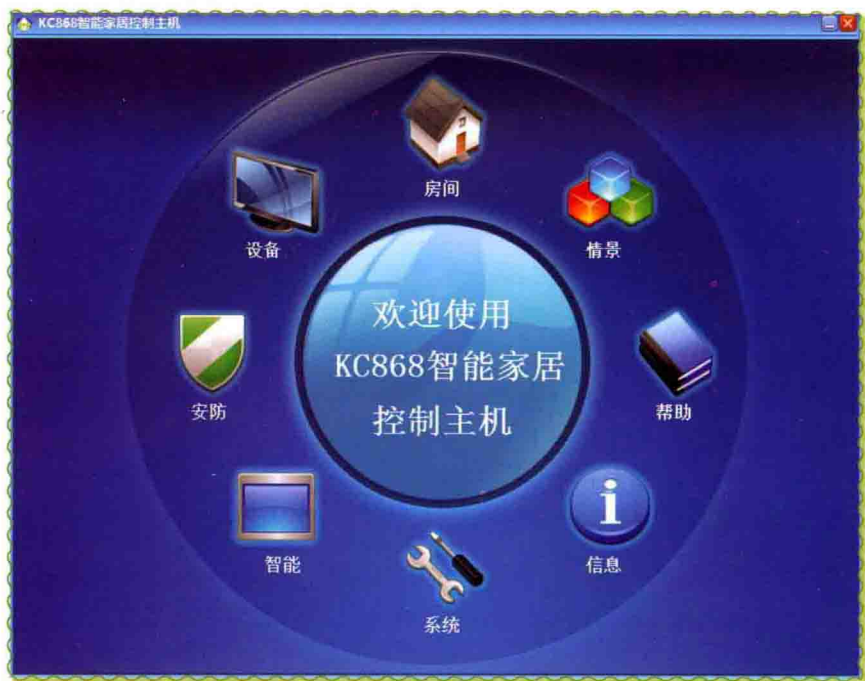 KC868智能家居控制主机
房间
设备
情景
欢迎使用
KC868智能家居
控制主机
安防
帮助
智能
信息
系统